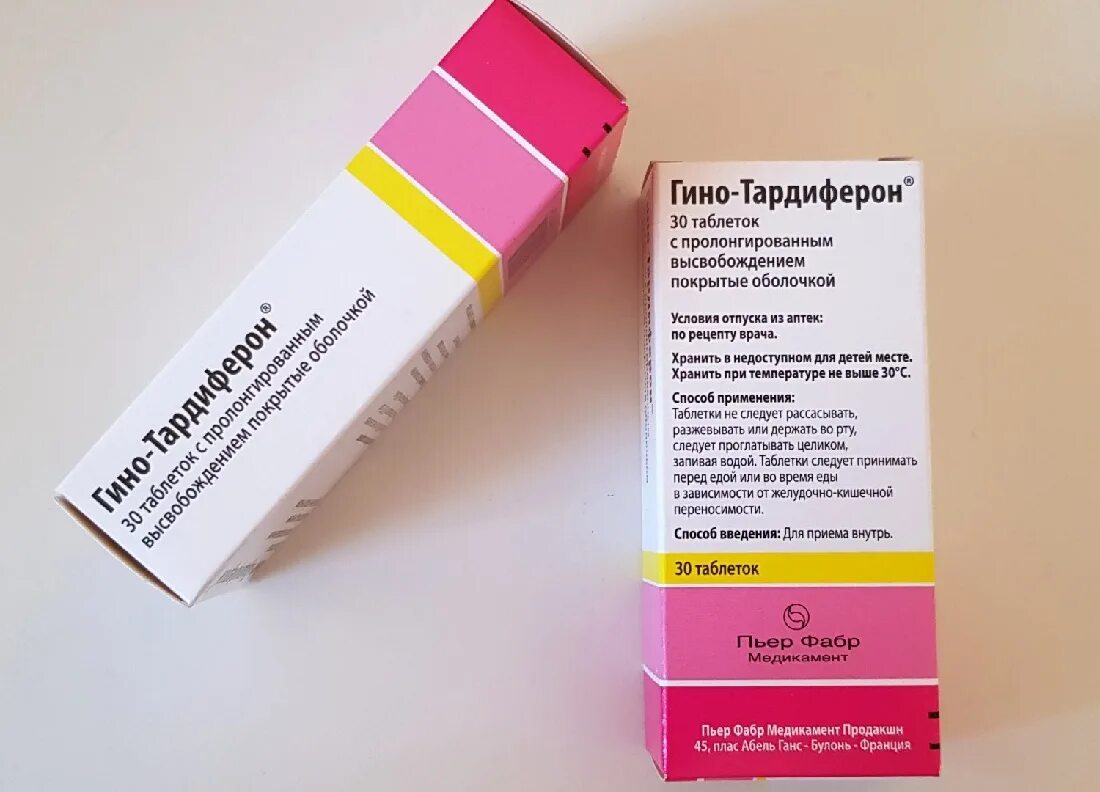 Гино-Тардиферон®
30 таблеток с пролонгированным
высвобождением покрытые оболочкой
Гино-Тардиферон®
30 таблеток
с пролонгированным
высвобождением
покрытые оболочкой
Условия отпуска из аптек:
по рецепту врача.
Хранить в недоступном для детей месте.
Хранить при температуре не выше 30°С.
Способ применения:
Таблетки не следует рассасывать,
разжевывать или держать во рту,
следует проглатывать целиком,
запивая водой. Таблетки следует принимать
перед едой или во время еды
в зависимости от желудочно-кишечной
переносимости.
Способ введения: Для приема внутрь.
30 таблеток
Пьер Фабр
Медикамент
Пьер Фабр Медикамент Продакшн
45, плас Абель Ганс - Булонь - Франция